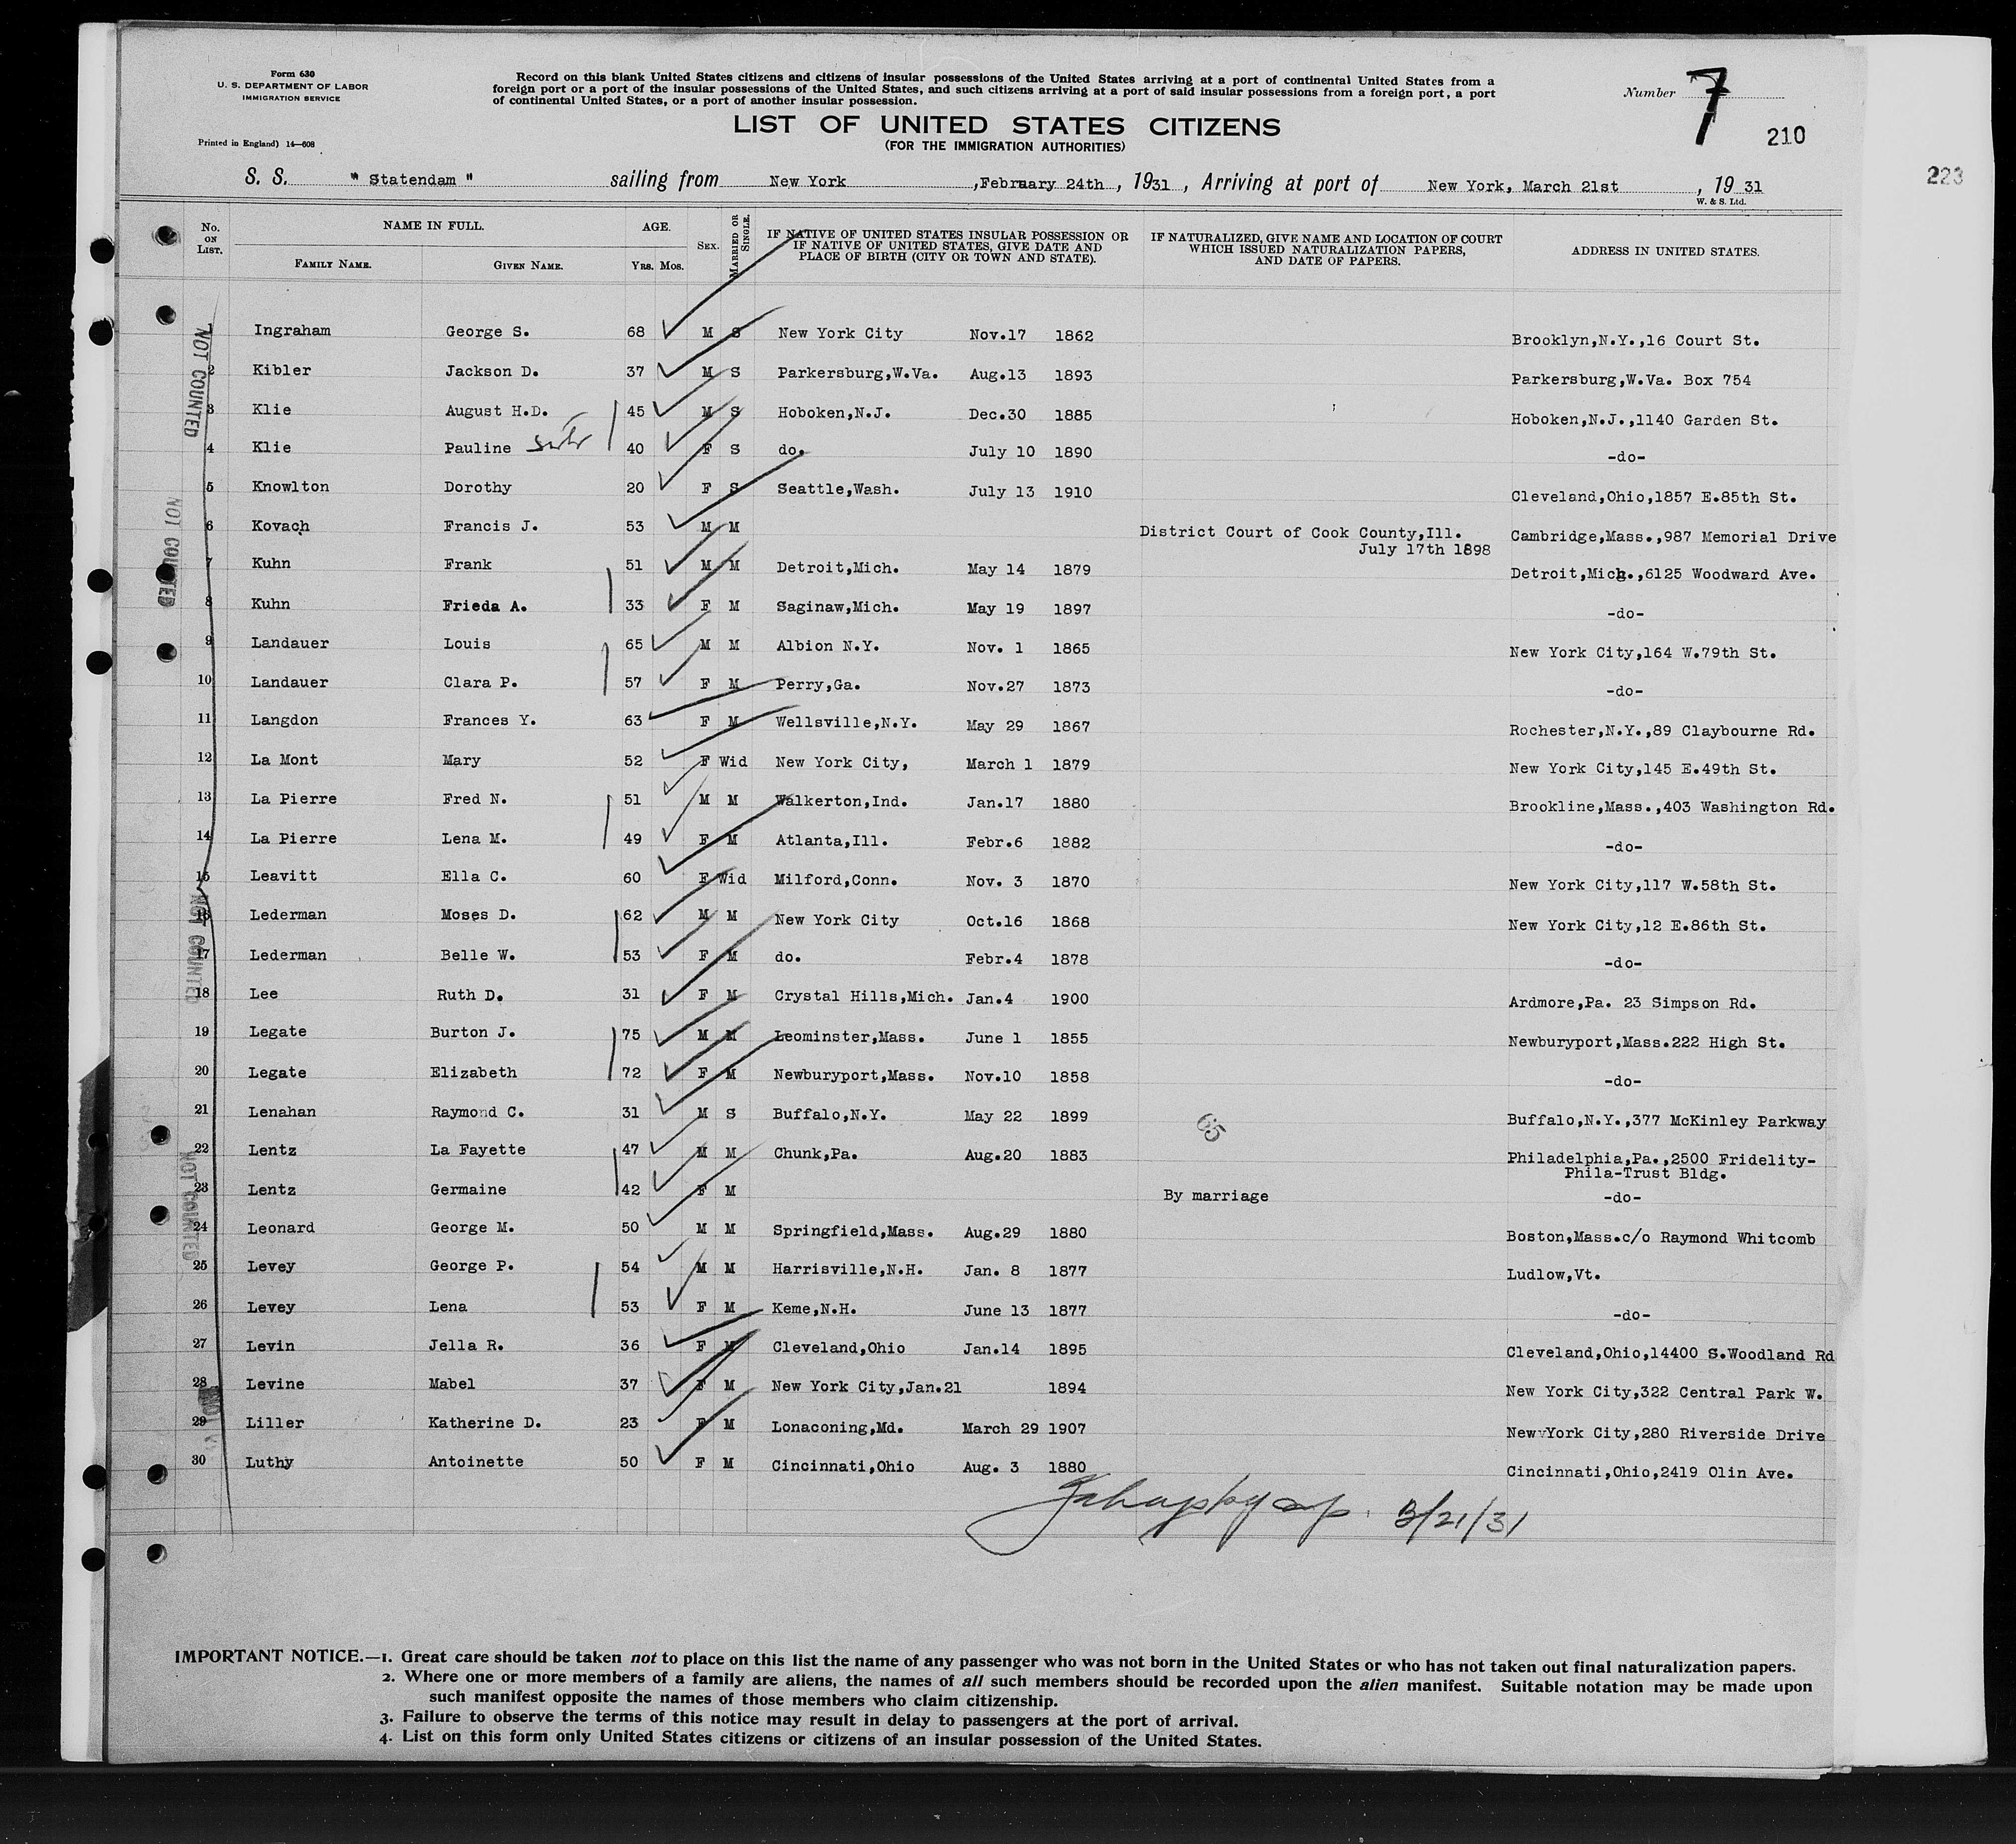 Form 630
U. S. DEPARTMENT OF LABOR
IMMIGRATION SERVICE
Printed in England) 14—608
Record on this blank United States citizens and citizens of insular possessions of the United States arriving at a port of continental United States from a
foreign port or a port of the insular possessions of the United States, and such citizens arriving at a port of said insular possessions from a foreign port, a port
of continental United States, or a port of another insular possession.
Number 7
210
223
LIST OF UNITED STATES CITIZENS
(FOR THE IMMIGRATION AUTHORITIES)
S. S. " Statendam " sailing from New York ,February 24th, 1931, Arriving at port of New York, March 21st, 19 31
W. & S. Ltd.
No. ON LIST. NAME IN FULL. FAMILY NAME. GIVEN NAME. AGE. Yrs. Mos. SEX. MARRIED OR SINGLE. IF NATIVE OF UNITED STATES INSULAR POSSESSION OR IF NATIVE OF UNITED STATES, GIVE DATE AND PLACE OF BIRTH (CITY OR TOWN AND STATE). IF NATURALIZED, GIVE NAME AND LOCATION OF COURT WHICH ISSUED NATURALIZATION PAPERS, AND DATE OF PAPERS. ADDRESS IN UNITED STATES.
1 Ingraham George S. 68 M S New York City Nov.17 1862 Brooklyn,N.Y.,16 Court St.
2 Kibler Jackson D. 37 M S Parkersburg,W.Va. Aug.13 1893 Parkersburg,W.Va. Box 754
3 Klie August H.D. 45 M S Hoboken,N.J. Dec.30 1885 Hoboken,N.J.,1140 Garden St.
4 Klie Pauline 40 F S do. July 10 1890 -do-
5 Knowlton Dorothy 20 F S Seattle,Wash. July 13 1910 Cleveland,Ohio,1857 E.85th St.
6 Kovach Francis J. 53 M M District Court of Cook County,Ill. July 17th 1898 Cambridge,Mass.,987 Memorial Drive
7 Kuhn Frank 51 M M Detroit,Mich. May 14 1879 Detroit,Mich.,6125 Woodward Ave.
8 Kuhn Frieda A. 33 F M Saginaw,Mich. May 19 1897 -do-
9 Landauer Louis 65 M M Albion N.Y. Nov. 1 1865 New York City,164 W.79th St.
10 Landauer Clara P. 57 F M Perry,Ga. Nov.27 1873 -do-
11 Langdon Frances Y. 63 F M Wellsville,N.Y. May 29 1867 Rochester,N.Y.,89 Claybourne Rd.
12 La Mont Mary 52 F Wid New York City, March 1 1879 New York City,145 E.49th St.
13 La Pierre Fred N. 51 M M Walkerton,Ind. Jan.17 1880 Brookline,Mass.,403 Washington Rd.
14 La Pierre Lena M. 49 F M Atlanta,Ill. Febr.6 1882 -do-
15 Leavitt Ella C. 60 F Wid Milford,Conn. Nov. 3 1870 New York City,117 W.58th St.
16 Lederman Moses D. 62 M M New York City Oct.16 1868 New York City,12 E.86th St.
17 Lederman Belle W. 53 F M do. Febr.4 1878 -do-
18 Lee Ruth D. 31 F M Crystal Hills,Mich. Jan.4 1900 Ardmore,Pa. 23 Simpson Rd.
19 Legate Burton J. 75 M M Leominster,Mass. June 1 1855 Newburyport,Mass.222 High St.
20 Legate Elizabeth 72 F M Newburyport,Mass. Nov.10 1858 -do-
21 Lenahan Raymond C. 31 M S Buffalo,N.Y. May 22 1899 65 Buffalo,N.Y.,377 McKinley Parkway
22 Lentz La Fayette 47 M M Chunk,Pa. Aug.20 1883 Philadelphia,Pa.,2500 Fridelity-
Phila-Trust Bldg.
23 Lentz Germaine 42 F M By marriage -do-
24 Leonard George M. 50 M M Springfield,Mass. Aug.29 1880 Boston,Mass.c/o Raymond Whitcomb
25 Levey George P. 54 M M Harrisville,N.H. Jan. 8 1877 Ludlow,Vt.
26 Levey Lena 53 F M Keme,N.H. June 13 1877 -do-
27 Levin Jella R. 36 F M Cleveland,Ohio Jan.14 1895 Cleveland,Ohio,14400 S.Woodland Rd
28 Levine Mabel 37 F M New York City,Jan.21 1894 New York City,322 Central Park W.
29 Liller Katherine D. 23 F M Lonaconing,Md. March 29 1907 New York City,280 Riverside Drive
30 Luthy Antoinette 50 F M Cincinnati,Ohio Aug. 3 1880 Cincinnati,Ohio,2419 Olin Ave.
NOT COUNTED
NOT COUNTED
NOT COUNTED
NOT COUNTED
3/21/31
IMPORTANT NOTICE.—1. Great care should be taken not to place on this list the name of any passenger who was not born in the United States or who has not taken out final naturalization papers.
2. Where one or more members of a family are aliens, the names of all such members should be recorded upon the alien manifest. Suitable notation may be made upon
such manifest opposite the names of those members who claim citizenship.
3. Failure to observe the terms of this notice may result in delay to passengers at the port of arrival.
4. List on this form only United States citizens or citizens of an insular possession of the United States.